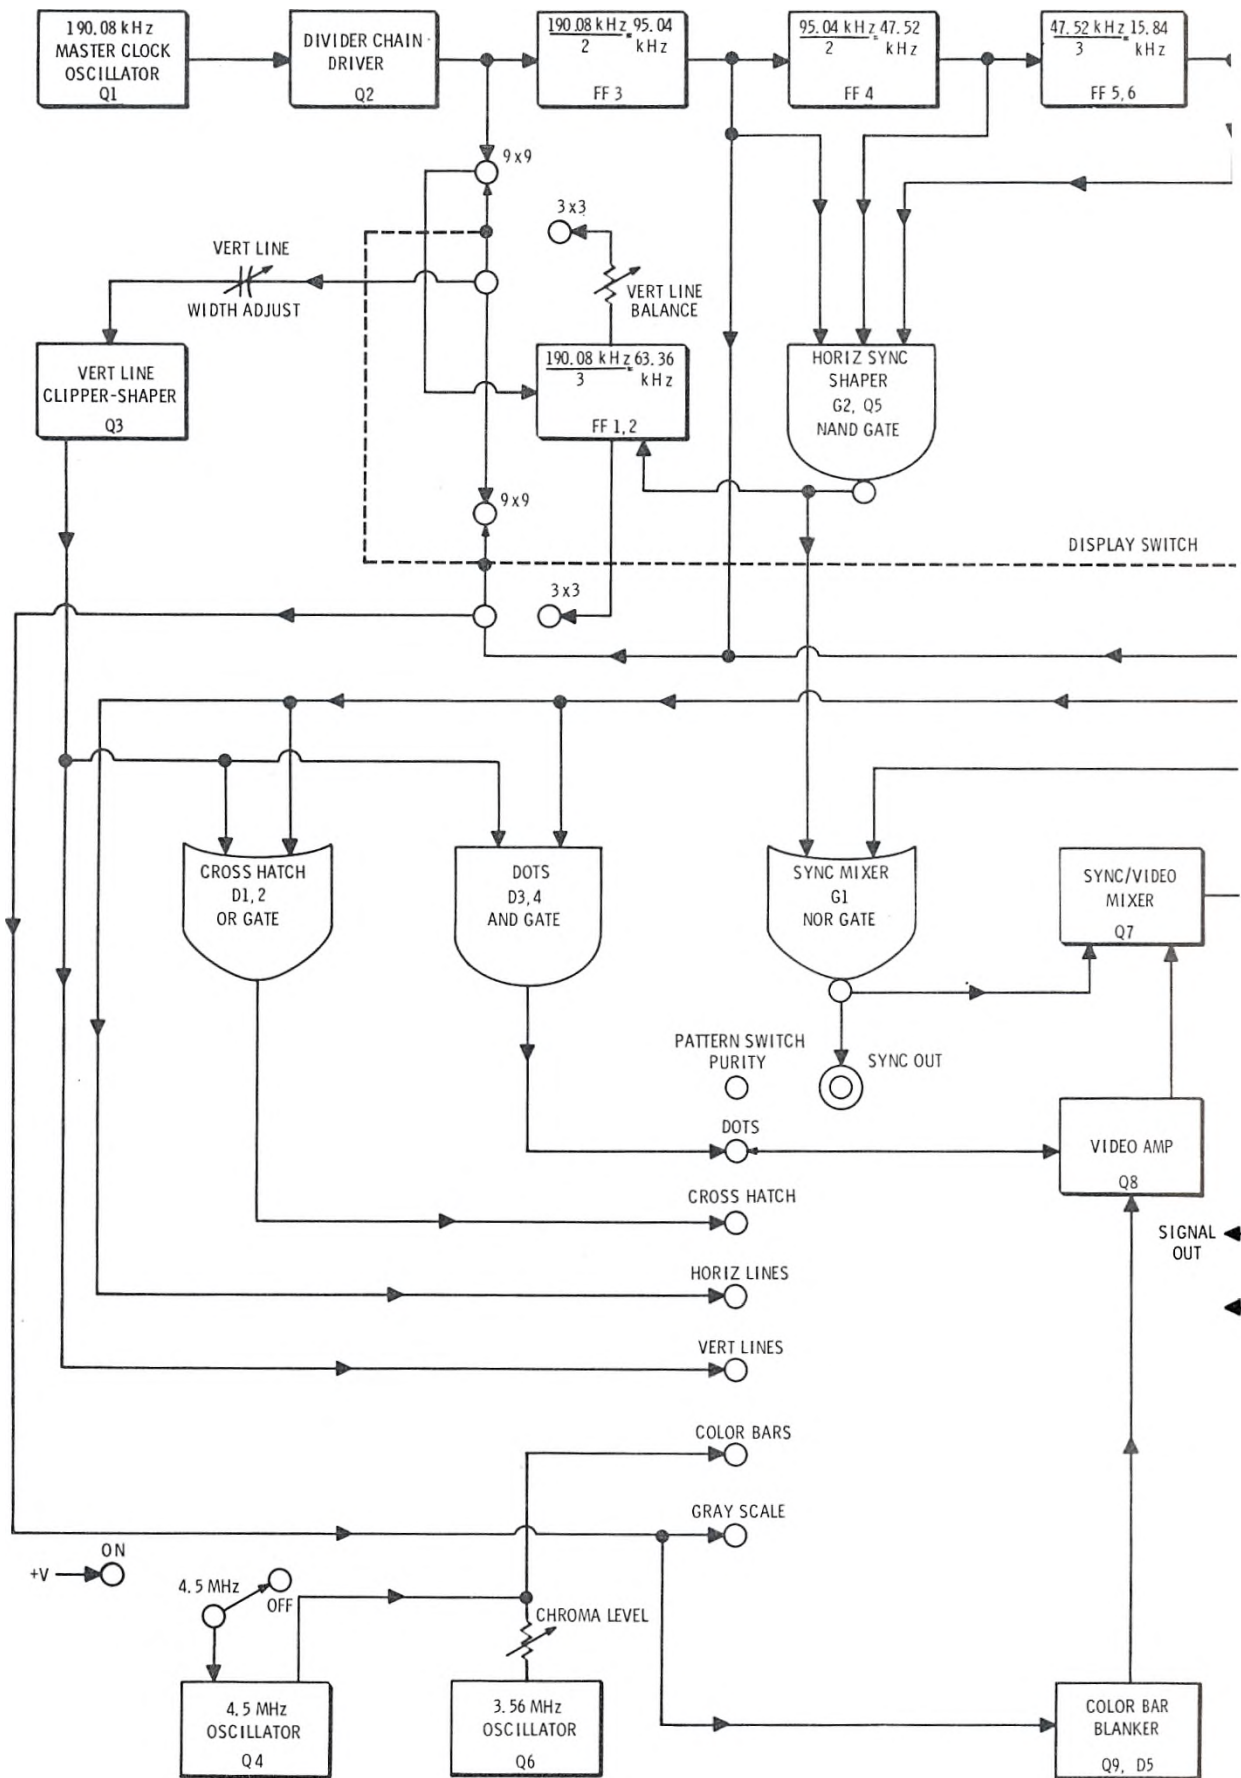 190.08 kHz
MASTER CLOCK
OSCILLATOR
Q1
DIVIDER CHAIN
DRIVER
Q2
190.08 kHz = 95.04
2 kHz
FF 3
95.04 kHz = 47.52
2 kHz
FF 4
47.52 kHz = 15.84
3 kHz
FF 5, 6
9 x 9
3 x 3
VERT LINE
WIDTH ADJUST
VERT LINE
BALANCE
VERT LINE
CLIPPER-SHAPER
Q3
190.08 kHz = 63.36
3 kHz
FF 1, 2
HORIZ SYNC
SHAPER
G2, Q5
NAND GATE
9 x 9
DISPLAY SWITCH
3 x 3
CROSS HATCH
D1, 2
OR GATE
DOTS
D3, 4
AND GATE
SYNC MIXER
G1
NOR GATE
SYNC/VIDEO
MIXER
Q7
PATTERN SWITCH
PURITY
SYNC OUT
DOTS
VIDEO AMP
Q8
CROSS HATCH
SIGNAL
OUT
HORIZ LINES
VERT LINES
COLOR BARS
GRAY SCALE
ON
+V
4.5 MHz
OFF
CHROMA LEVEL
4.5 MHz
OSCILLATOR
Q4
3.56 MHz
OSCILLATOR
Q6
COLOR BAR
BLANKER
Q9, D5